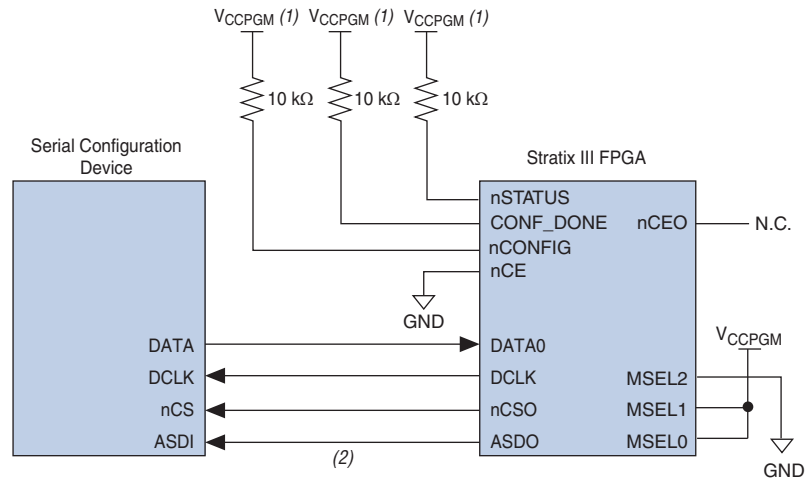 VCCPGM (1) VCCPGM (1) VCCPGM (1)
10 kΩ 10 kΩ 10 kΩ
Serial Configuration
Device
Stratix III FPGA
nSTATUS
CONF_DONE nCEO N.C.
nCONFIG
nCE
GND
VCCPGM
DATA DATA0
DCLK DCLK MSEL2
nCS nCSO MSEL1
ASDI ASDO MSEL0
(2)
GND